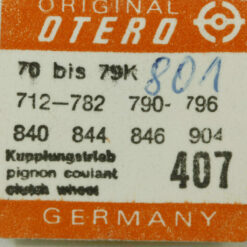 ORIGINAL
OTERO
70 bis 79K 801
712-782 790- 796
840 844 846 904
Kupplungstrieb
pignon coulant
clutch wheel
407
GERMANY